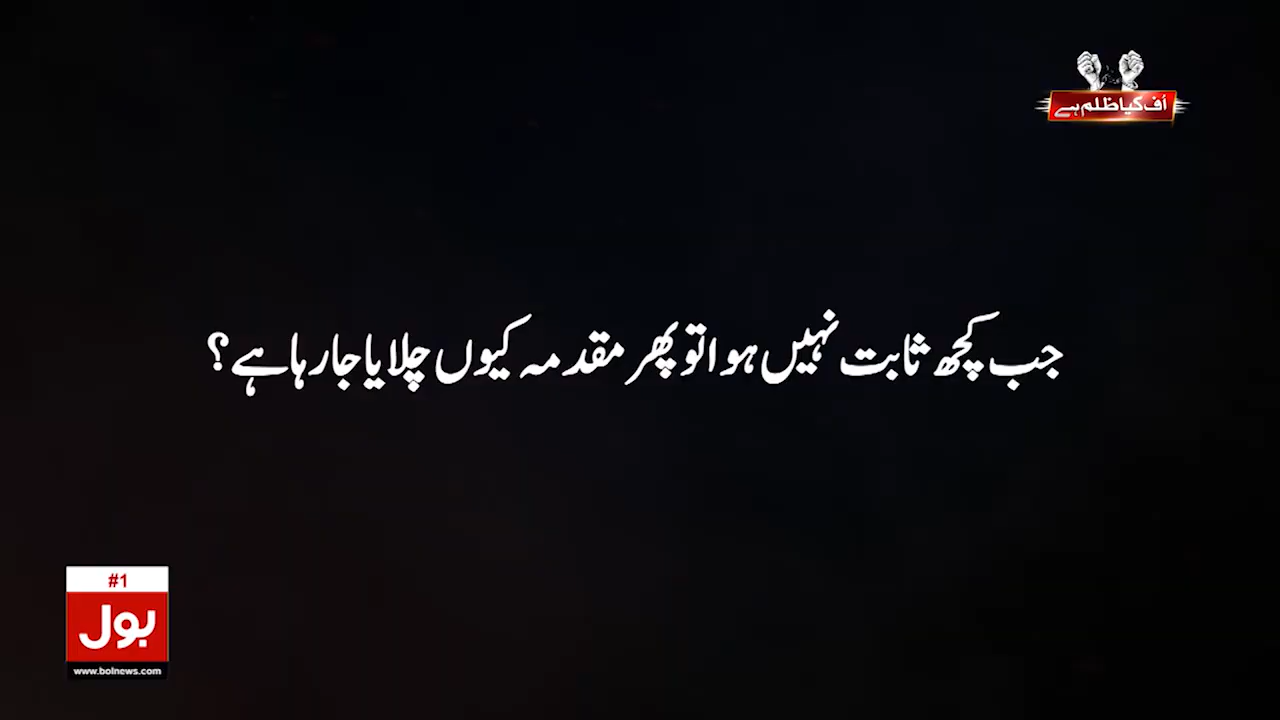 اُف کیا ظلم ہے
جب کچھ ثابت نہیں ہوا تو پھر مقدمہ کیوں چلایا جا رہا ہے؟
#1
بول
www.bolnews.com